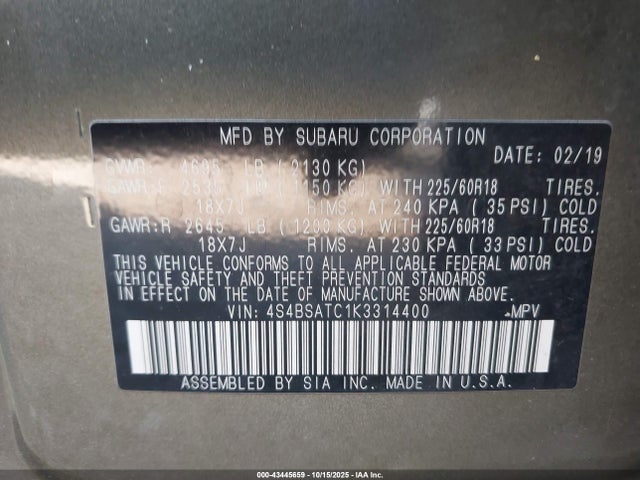 MFD BY SUBARU CORPORATION
GVWR: 4695 LB ( 2130 KG) DATE: 02/19
GAWR:F 2535 LB ( 1150 KG) WITH 225/60R18 TIRES.
18X7J RIMS. AT 240 KPA ( 35 PSI) COLD
GAWR:R 2645 LB ( 1200 KG) WITH 225/60R18 TIRES.
18X7J RIMS. AT 230 KPA ( 33 PSI) COLD
THIS VEHICLE CONFORMS TO ALL APPLICABLE FEDERAL MOTOR
VEHICLE SAFETY AND THEFT PREVENTION STANDARDS
IN EFFECT ON THE DATE OF MANUFACTURE SHOWN ABOVE.
VIN: 4S4BSATC1K3314400 MPV
ASSEMBLED BY SIA INC. MADE IN U.S.A.
000-43445659 - 10/15/2025 - Copyright © IAA, Inc.